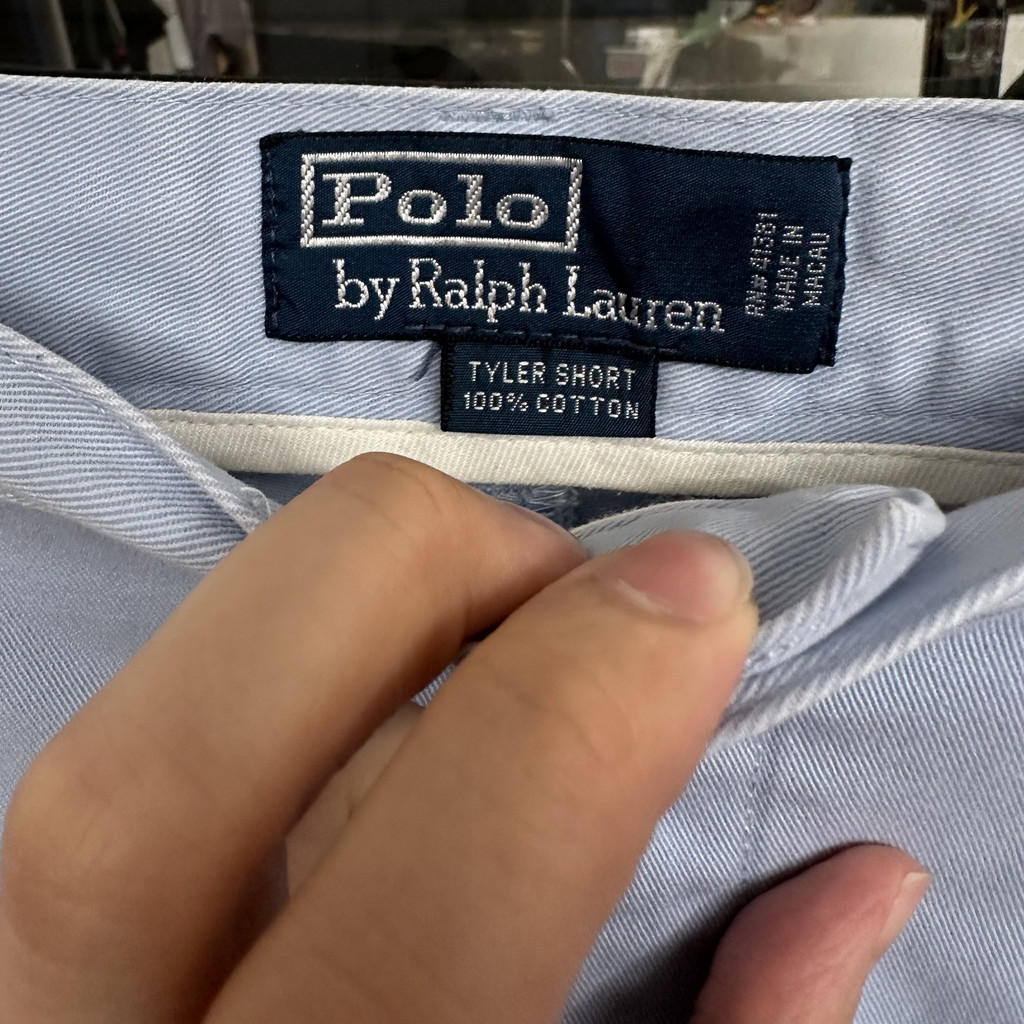 Polo
by Ralph Lauren
RN# 41381
MADE IN
MACAU
TYLER SHORT
100% COTTON